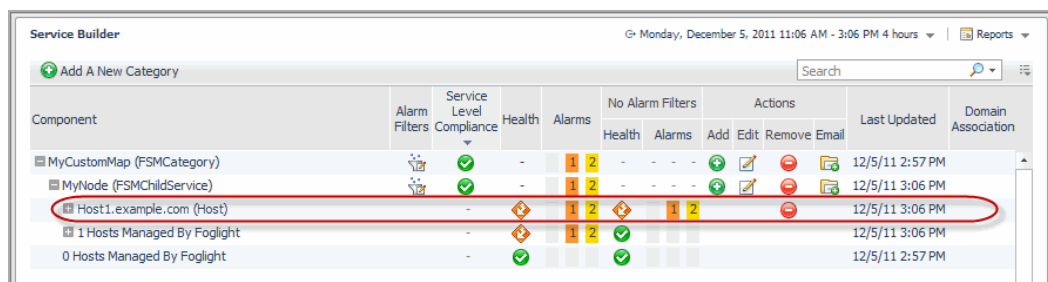 Service Builder
Monday, December 5, 2011 11:06 AM - 3:06 PM 4 hours | Reports
Add A New Category Search
Component Alarm Filters Service Level Compliance Health Alarms No Alarm Filters Health Alarms Actions Add Edit Remove Email Last Updated Domain Association
MyCustomMap (FSMCategory) - 1 2 - - - - 12/5/11 2:57 PM
MyNode (FSMChildService) - 1 2 - - - - 12/5/11 3:06 PM
Host1.example.com (Host) - 1 2 1 2 12/5/11 3:06 PM
1 Hosts Managed By Foglight - 1 2 12/5/11 3:06 PM
0 Hosts Managed By Foglight - 12/5/11 2:57 PM